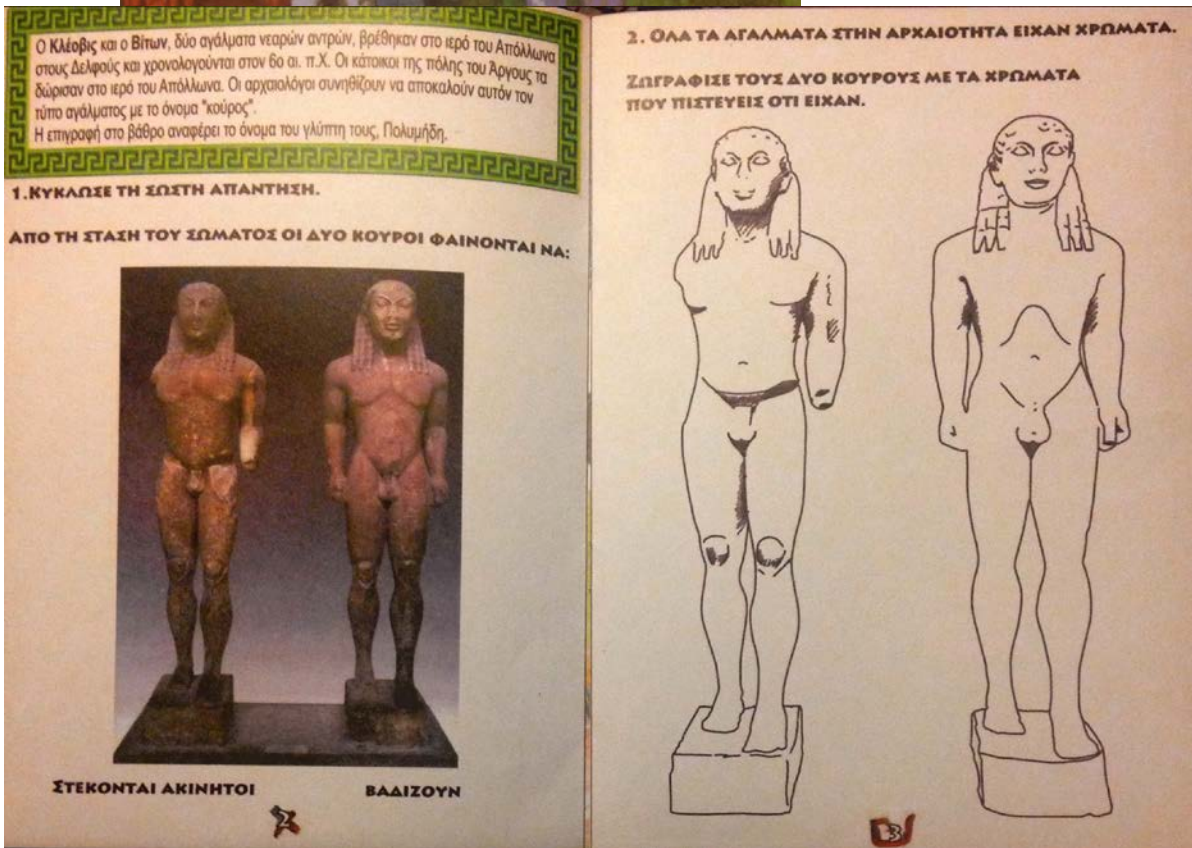 Ο Κλέοβις και ο Βίτων, δύο αγάλματα νεαρών αντρών, βρέθηκαν στο ιερό του Απόλλωνα
στους Δελφούς και χρονολογούνται στον 6ο αι. π.Χ. Οι κάτοικοι της πόλης του Άργους τα
δώρισαν στο ιερό του Απόλλωνα. Οι αρχαιολόγοι συνηθίζουν να αποκαλούν αυτόν τον
τύπο αγάλματος με το όνομα "κούρος".
Η επιγραφή στο βάθρο αναφέρει το όνομα του γλύπτη τους, Πολυμήδη.
1.ΚΥΚΛΩΣΕ ΤΗ ΣΩΣΤΗ ΑΠΑΝΤΗΣΗ.
ΑΠΟ ΤΗ ΣΤΑΣΗ ΤΟΥ ΣΩΜΑΤΟΣ ΟΙ ΔΥΟ ΚΟΥΡΟΙ ΦΑΙΝΟΝΤΑΙ ΝΑ:
ΣΤΕΚΟΝΤΑΙ ΑΚΙΝΗΤΟΙ ΒΑΔΙΖΟΥΝ
2
2. ΟΛΑ ΤΑ ΑΓΑΛΜΑΤΑ ΣΤΗΝ ΑΡΧΑΙΟΤΗΤΑ ΕΙΧΑΝ ΧΡΩΜΑΤΑ.
ΖΩΓΡΑΦΙΣΕ ΤΟΥΣ ΔΥΟ ΚΟΥΡΟΥΣ ΜΕ ΤΑ ΧΡΩΜΑΤΑ
ΠΟΥ ΠΙΣΤΕΥΕΙΣ ΟΤΙ ΕΙΧΑΝ.
3